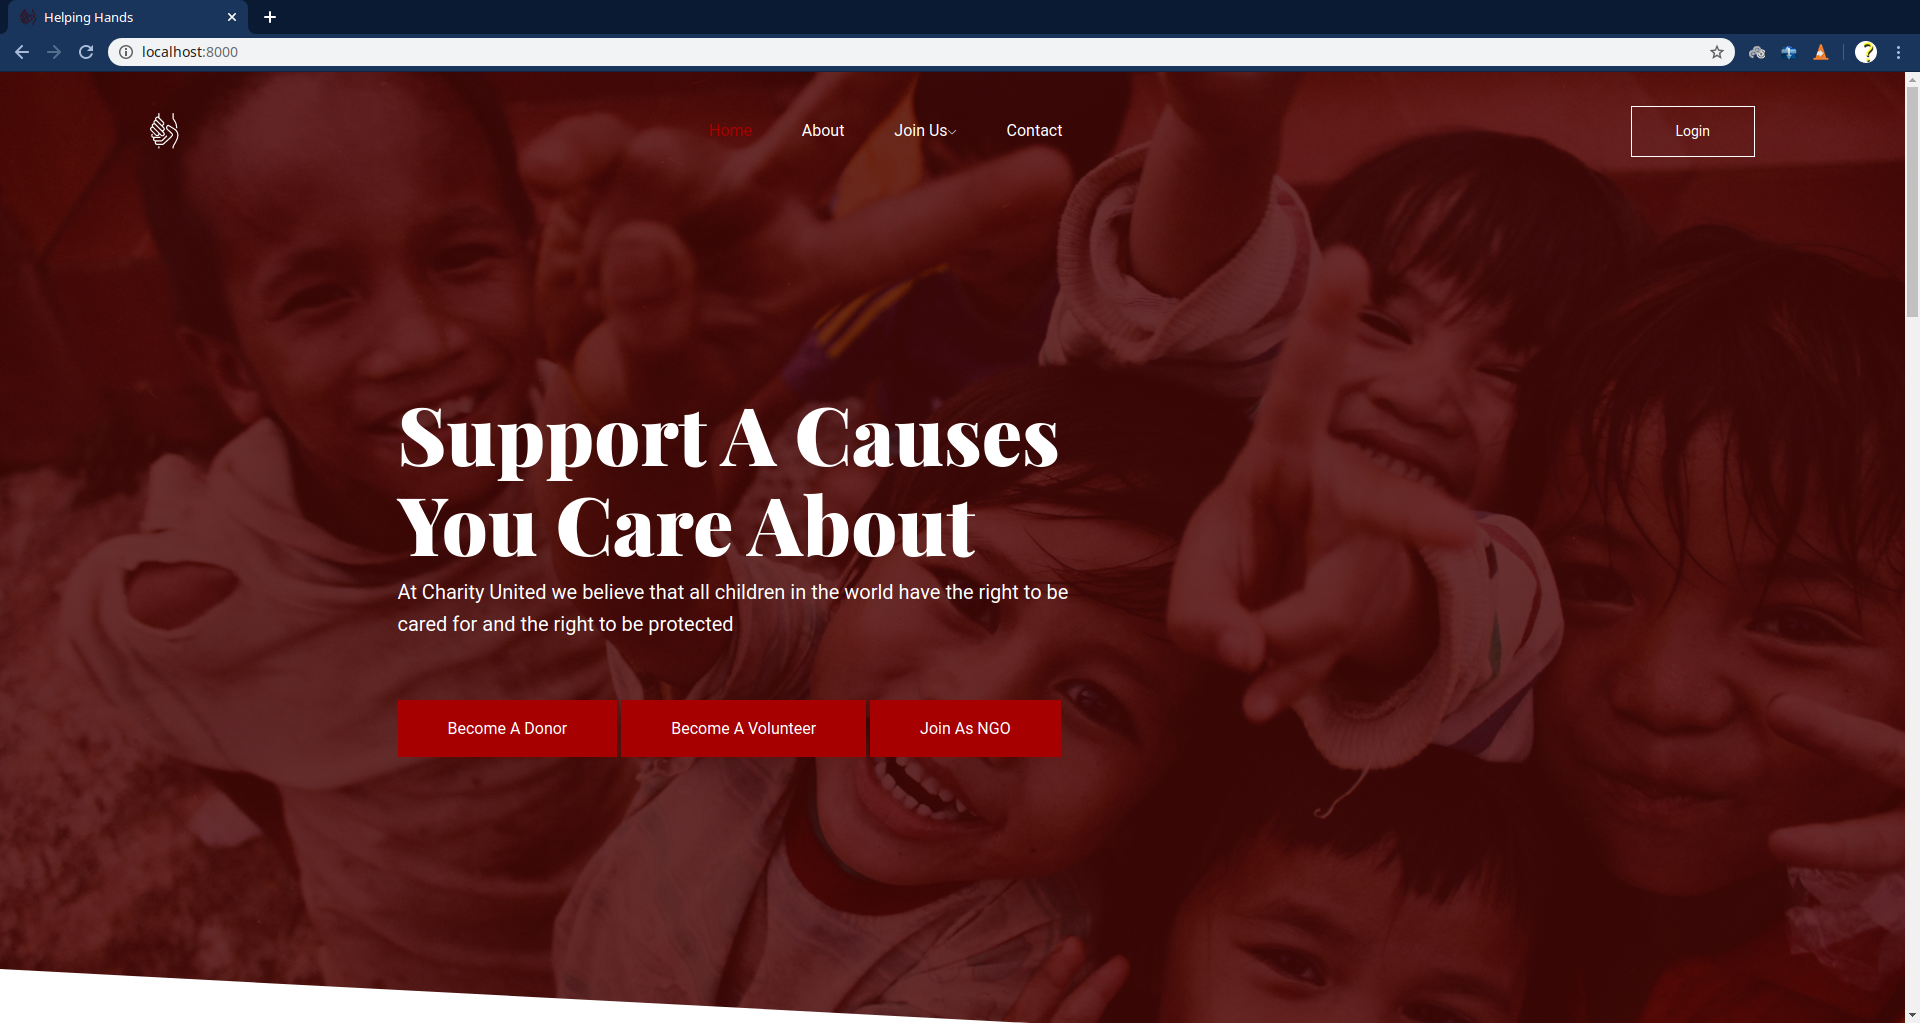 Helping Hands
localhost:8000
Home About Join Us Contact Login
Support A Causes
You Care About
At Charity United we believe that all children in the world have the right to be
cared for and the right to be protected
Become A Donor Become A Volunteer Join As NGO